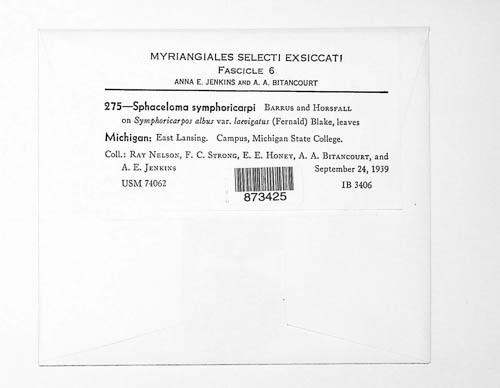 MYRIANGIALES SELECTI EXSICCATI
FASCICLE 6
ANNA E. JENKINS AND A. A. BITANCOURT
275—Sphaceloma symphoricarpi BARRUS and HORSFALL
on Symphoricarpos albus var. laevigatus (Fernald) Blake, leaves
Michigan: East Lansing. Campus, Michigan State College.
Coll.: RAY NELSON, F. C. STRONG, E. E. HONEY, A. A. BITANCOURT, and
A. E. JENKINS September 24, 1939
USM 74062 IB 3406
873425